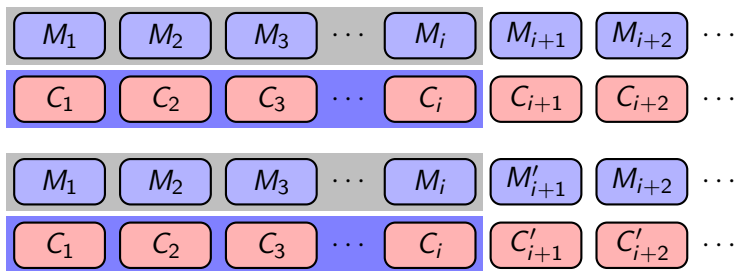 M₁ M₂ M₃ ⋯ Mᵢ Mᵢ₊₁ Mᵢ₊₂ ⋯
C₁ C₂ C₃ ⋯ Cᵢ Cᵢ₊₁ Cᵢ₊₂ ⋯
M₁ M₂ M₃ ⋯ Mᵢ M′ᵢ₊₁ Mᵢ₊₂ ⋯
C₁ C₂ C₃ ⋯ Cᵢ C′ᵢ₊₁ C′ᵢ₊₂ ⋯